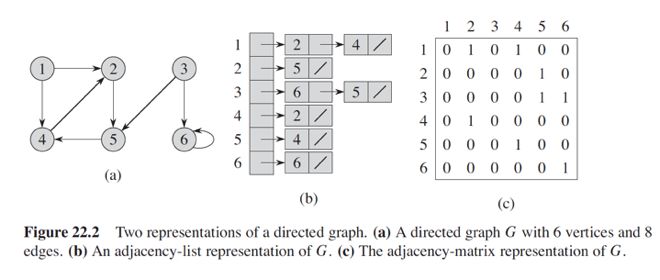 1 2 3
4 5 6
(a)
1 2 4
2 5
3 6 5
4 2
5 4
6 6
(b)
1 2 3 4 5 6
1 0 1 0 1 0 0
2 0 0 0 0 1 0
3 0 0 0 0 1 1
4 0 1 0 0 0 0
5 0 0 0 1 0 0
6 0 0 0 0 0 1
(c)
Figure 22.2 Two representations of a directed graph. (a) A directed graph G with 6 vertices and 8
edges. (b) An adjacency-list representation of G. (c) The adjacency-matrix representation of G.